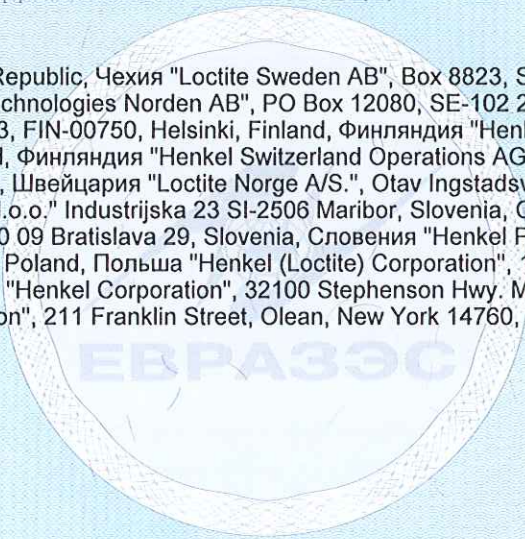 Republic, Чехия "Loctite Sweden AB", Box 8823, S
chnologies Norden AB", PO Box 12080, SE-102 2
3, FIN-00750, Helsinki, Finland, Финляндия "Henk
, Финляндия "Henkel Switzerland Operations AG
, Швейцария "Loctite Norge A/S.", Otav Ingstadsv
d.o.o." Industrijska 23 SI-2506 Maribor, Slovenia, С
0 09 Bratislava 29, Slovenia, Словения "Henkel P
Poland, Польша "Henkel (Loctite) Corporation", 1
"Henkel Corporation", 32100 Stephenson Hwy. M
on", 211 Franklin Street, Olean, New York 14760,
ЕВРАЗЭС